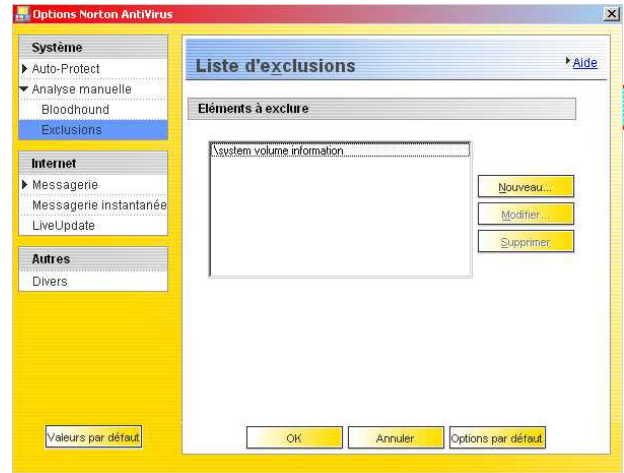 Options Norton AntiVirus
Système
Auto-Protect
Analyse manuelle
Bloodhound
Exclusions
Internet
Messagerie
Messagerie instantanée
LiveUpdate
Autres
Divers
Valeurs par défaut
Liste d'exclusions
Aide
Eléments à exclure
\system volume information
Nouveau...
Modifier...
Supprimer
OK
Annuler
Options par défaut